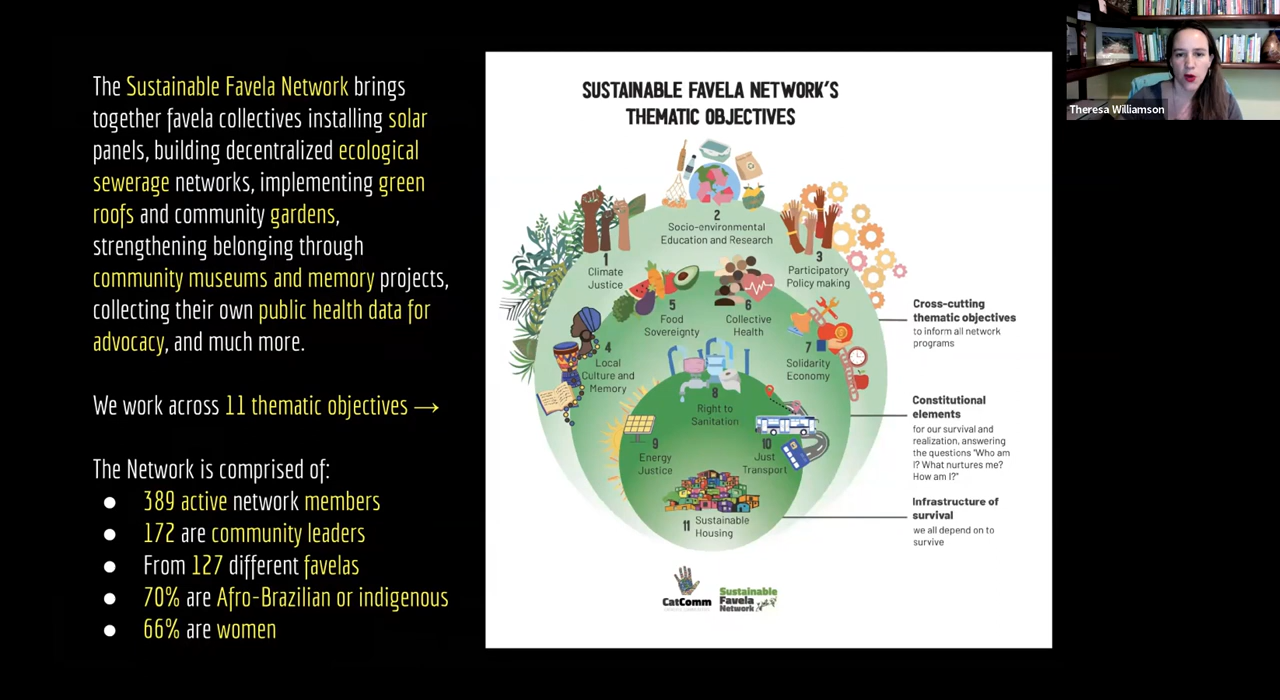 The Sustainable Favela Network brings
together favela collectives installing solar
panels, building decentralized ecological
sewerage networks, implementing green
roofs and community gardens,
strengthening belonging through
community museums and memory projects,
collecting their own public health data for
advocacy, and much more.
We work across 11 thematic objectives →
The Network is comprised of:
● 389 active network members
● 172 are community leaders
● From 127 different favelas
● 70% are Afro-Brazilian or indigenous
● 66% are women
SUSTAINABLE FAVELA NETWORK'S
THEMATIC OBJECTIVES
1
Climate
Justice
2
Socio-environmental
Education and Research
3
Participatory
Policy making
4
Local
Culture and
Memory
5
Food
Sovereignty
6
Collective
Health
7
Solidarity
Economy
8
Right to
Sanitation
9
Energy
Justice
10
Just
Transport
11 Sustainable
Housing
Cross-cutting
thematic objectives
to inform all network
programs
Constitutional
elements
for our survival and
realization, answering
the questions "Who am
I? What nurtures me?
How am I?"
Infrastructure of
survival
we all depend on to
survive
CatComm
Sustainable
Favela
Network
Theresa Williamson